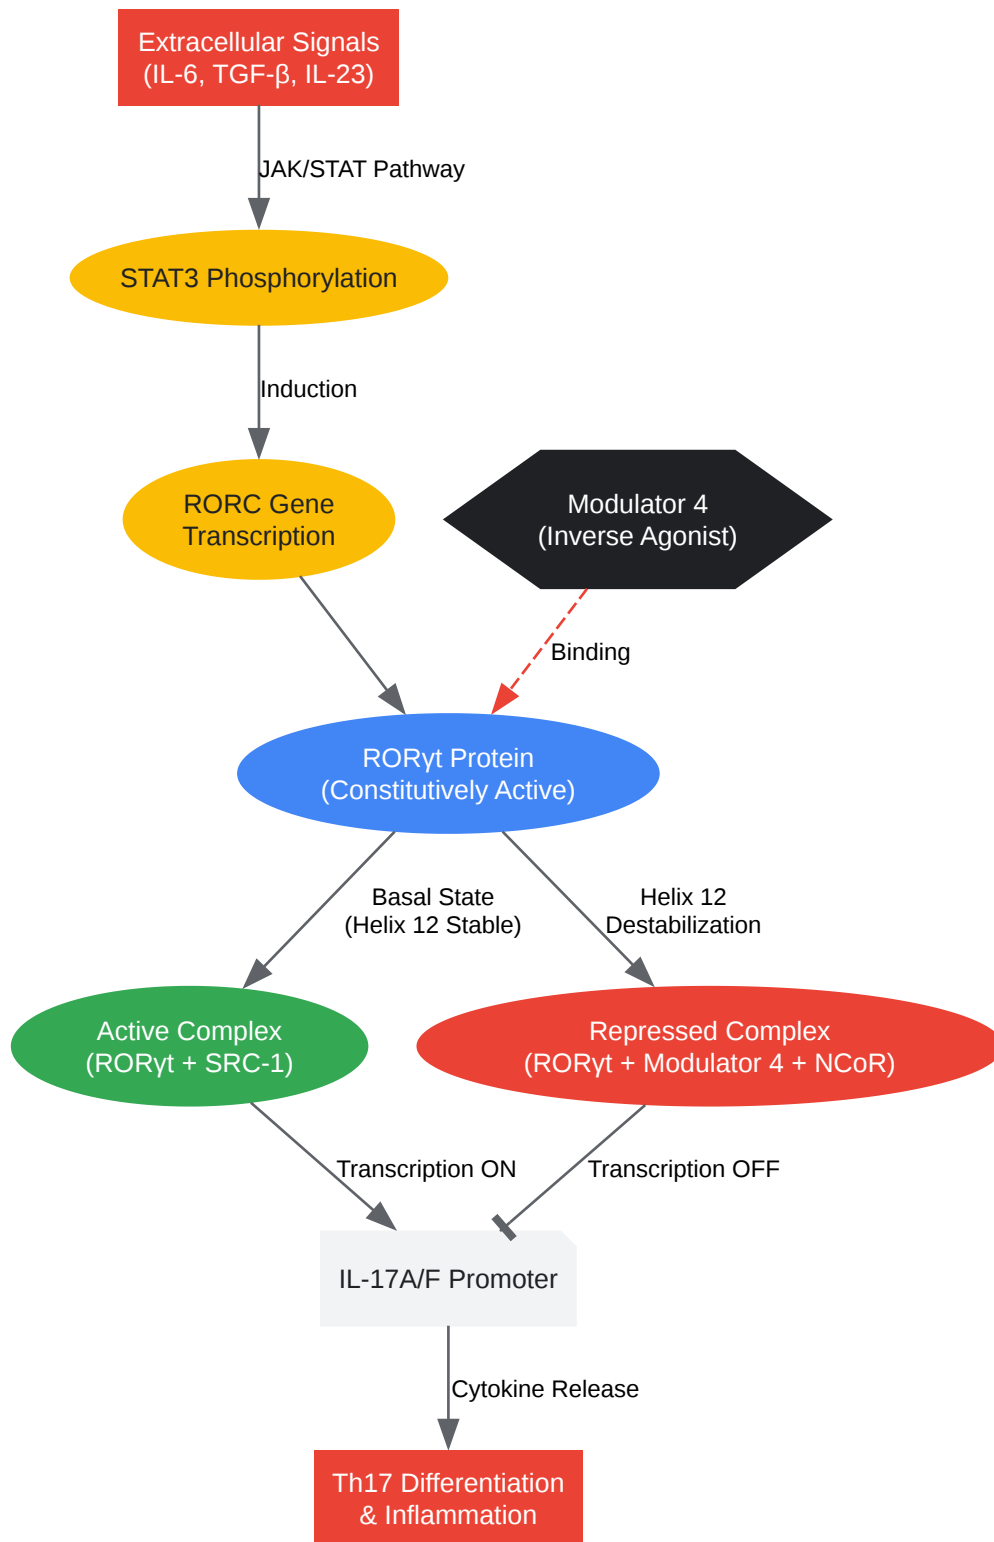 Extracellular Signals
(IL-6, TGF-β, IL-23)
JAK/STAT Pathway
STAT3 Phosphorylation
Induction
RORC Gene
Transcription
Modulator 4
(Inverse Agonist)
Binding
RORγt Protein
(Constitutively Active)
Basal State
(Helix 12 Stable)
Helix 12
Destabilization
Active Complex
(RORγt + SRC-1)
Repressed Complex
(RORγt + Modulator 4 + NCoR)
Transcription ON
Transcription OFF
IL-17A/F Promoter
Cytokine Release
Th17 Differentiation
& Inflammation